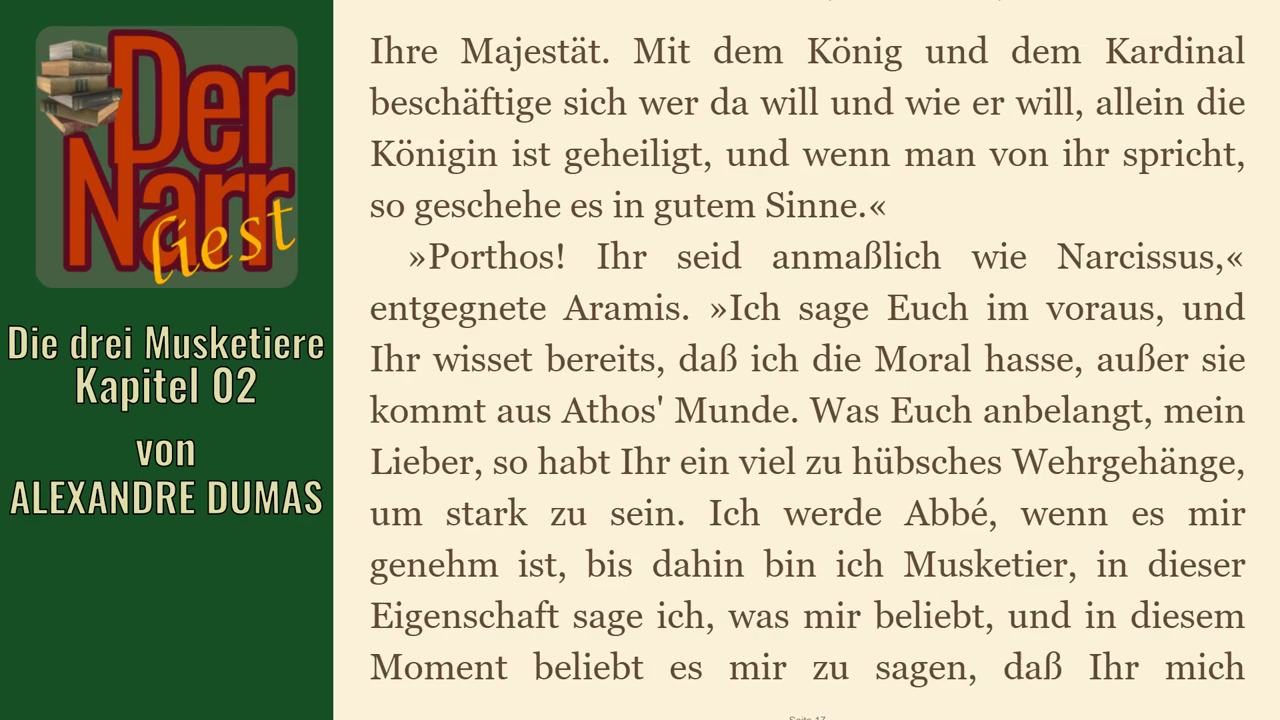 Der
Narr
liest
Die drei Musketiere
Kapitel 02
von
ALEXANDRE DUMAS
Ihre Majestät. Mit dem König und dem Kardinal
beschäftige sich wer da will und wie er will, allein die
Königin ist geheiligt, und wenn man von ihr spricht,
so geschehe es in gutem Sinne.«
»Porthos! Ihr seid anmaßlich wie Narcissus,«
entgegnete Aramis. »Ich sage Euch im voraus, und
Ihr wisset bereits, daß ich die Moral hasse, außer sie
kommt aus Athos' Munde. Was Euch anbelangt, mein
Lieber, so habt Ihr ein viel zu hübsches Wehrgehänge,
um stark zu sein. Ich werde Abbé, wenn es mir
genehm ist, bis dahin bin ich Musketier, in dieser
Eigenschaft sage ich, was mir beliebt, und in diesem
Moment beliebt es mir zu sagen, daß Ihr mich
Seite 17